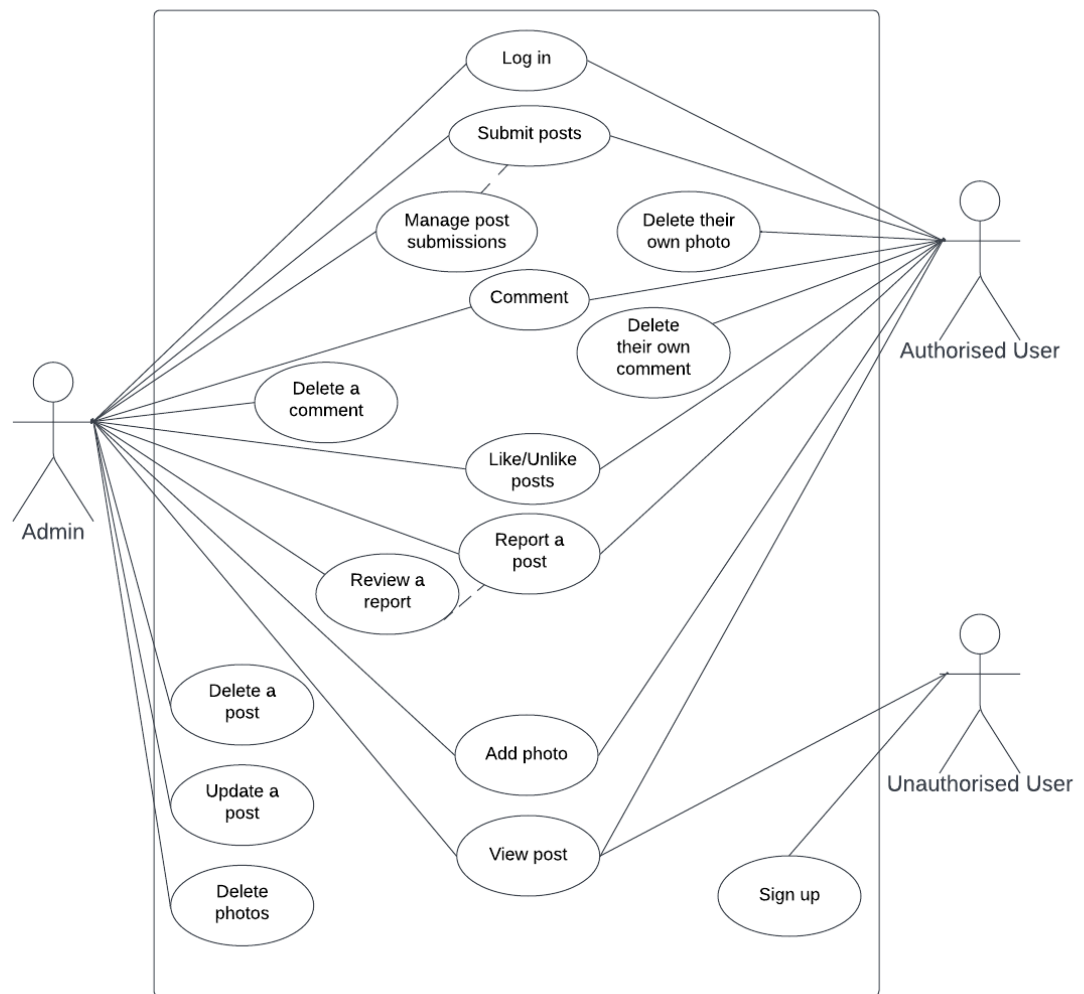 Log in
Submit posts
Manage post
submissions
Delete their
own photo
Comment
Delete
their own
comment
Authorised User
Delete a
comment
Like/Unlike
posts
Admin
Report a
post
Review a
report
Delete a
post
Add photo
Unauthorised User
Update a
post
View post
Delete
photos
Sign up